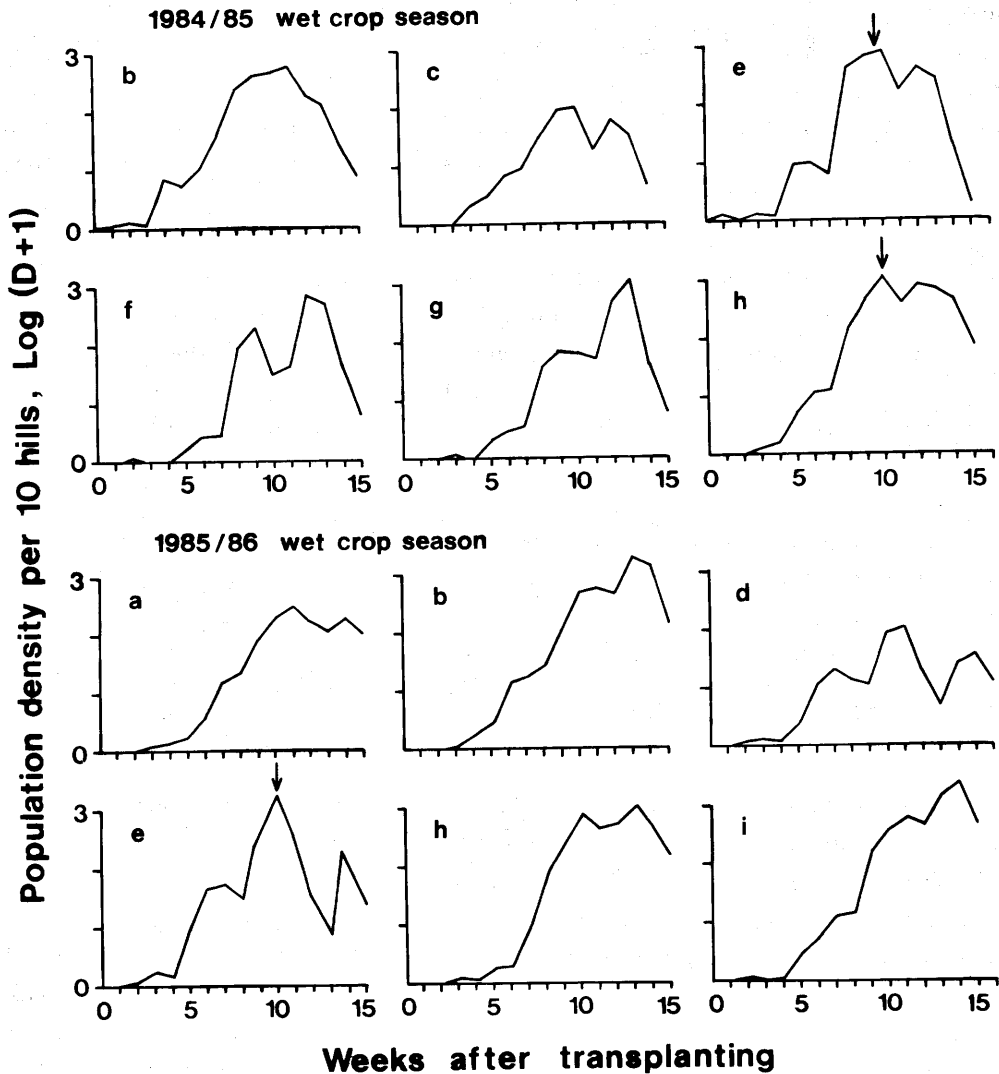 1984/85 wet crop season
Population density per 10 hills, Log (D+1)
3
0
b
c
e
3
0
f
g
h
0 5 10 15
0 5 10 15
0 5 10 15
1985/86 wet crop season
3
0
a
b
d
3
0
e
h
i
0 5 10 15
0 5 10 15
0 5 10 15
Weeks after transplanting